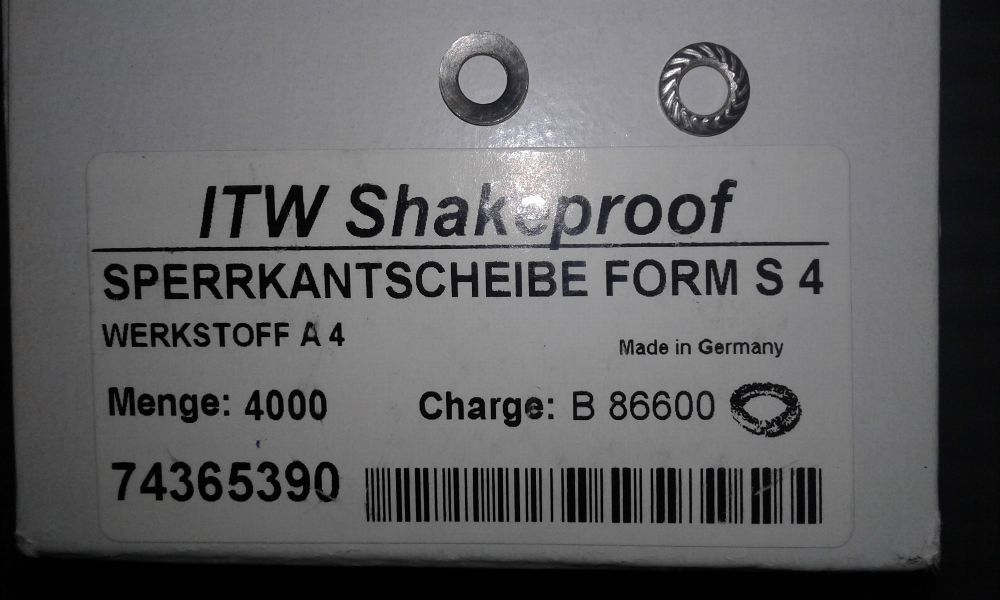 ITW Shakeproof
SPERRKANTSCHEIBE FORM S 4
WERKSTOFF A 4
Made in Germany
Menge: 4000 Charge: B 86600
74365390